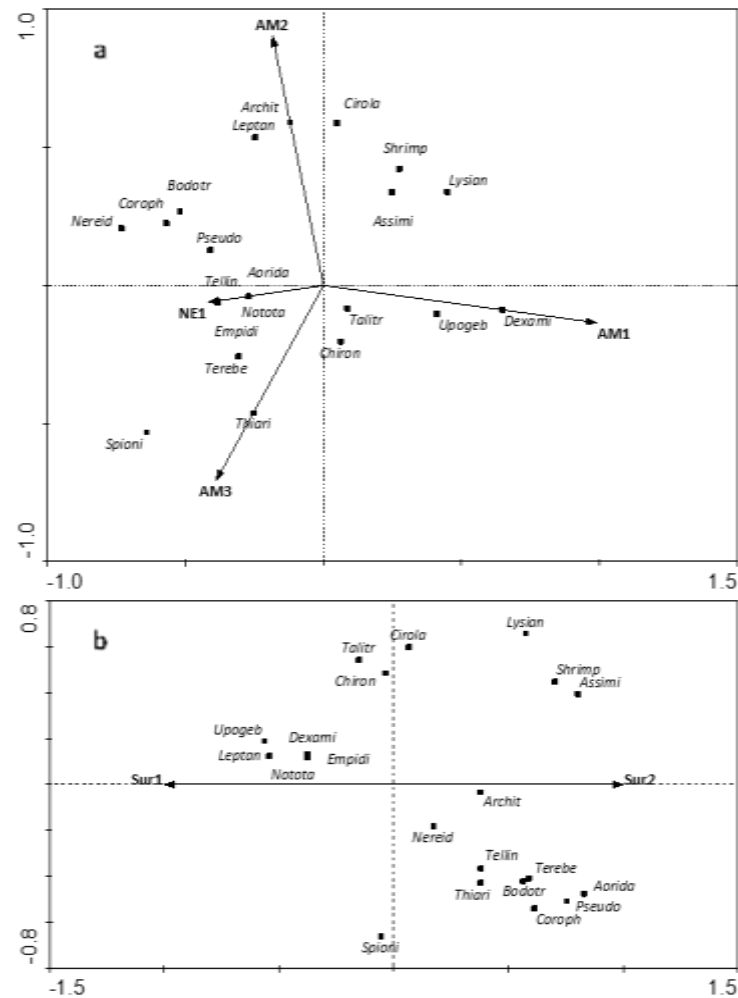 1.0
AM2
a
Archit
Cirola
Leptan
Shrimp
Lysian
Bodotr
Coroph
Assimi
Nereid
Pseudo
Tellin
Aorida
NE1
Notota
Talitr
Upogeb
Dexami
AM1
Empidi
Chiron
Terebe
Thiari
Spioni
AM3
-1.0
-1.0
1.5
0.8
b
Lysian
Talitr
Cirola
Chiron
Shrimp
Assimi
Upogeb
Dexami
Leptan
Empidi
Notota
Sur1
Sur2
Archit
Nereid
Tellin
Terebe
Thiari
Bodotr
Aorida
Pseudo
Coroph
Spioni
-0.8
-1.5
1.5